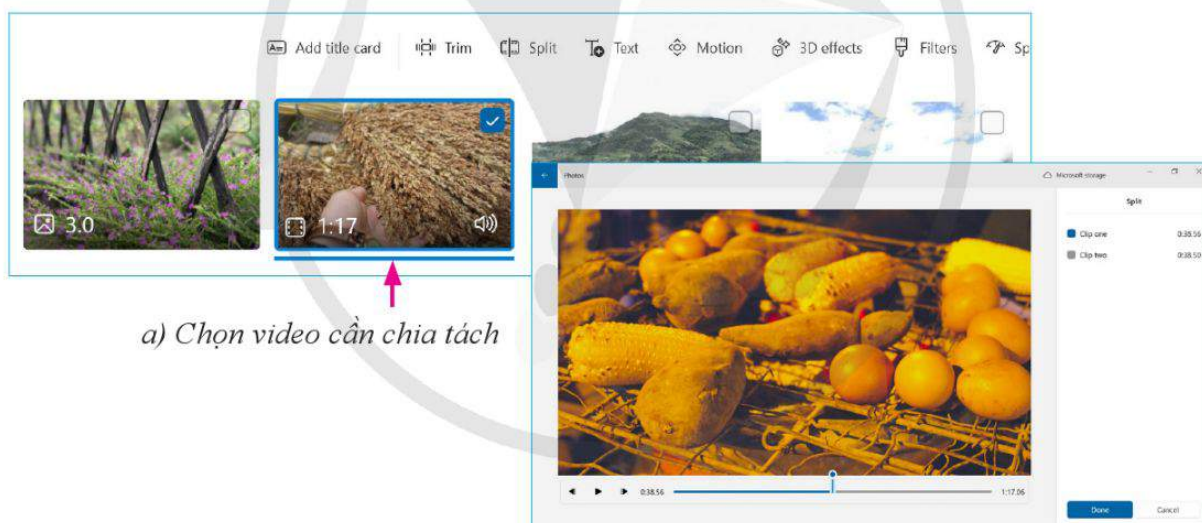 Add title card Trim Split Text Motion 3D effects Filters Sp
3.0
1:17
Photos
Microsoft storage
Split
Clip one 0:38.56
Clip two 0:38.50
a) Chọn video cần chia tách
0:38.56 1:17.06
Done Cancel